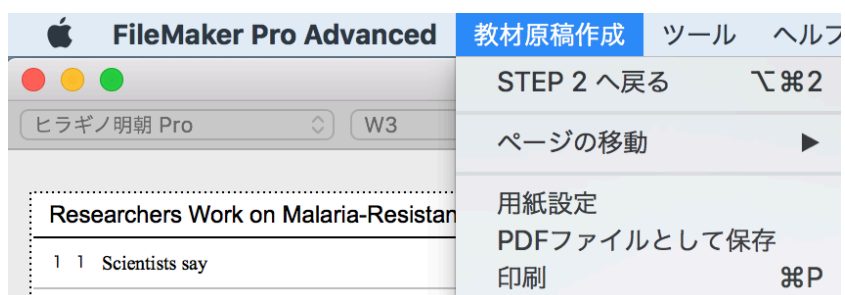 FileMaker Pro Advanced 教材原稿作成 ツール ヘルプ
STEP 2 へ戻る ⌥⌘2
ヒラギノ明朝 Pro W3
ページの移動 ▶
用紙設定
Researchers Work on Malaria-Resistan
PDFファイルとして保存
1 1 Scientists say
印刷 ⌘P